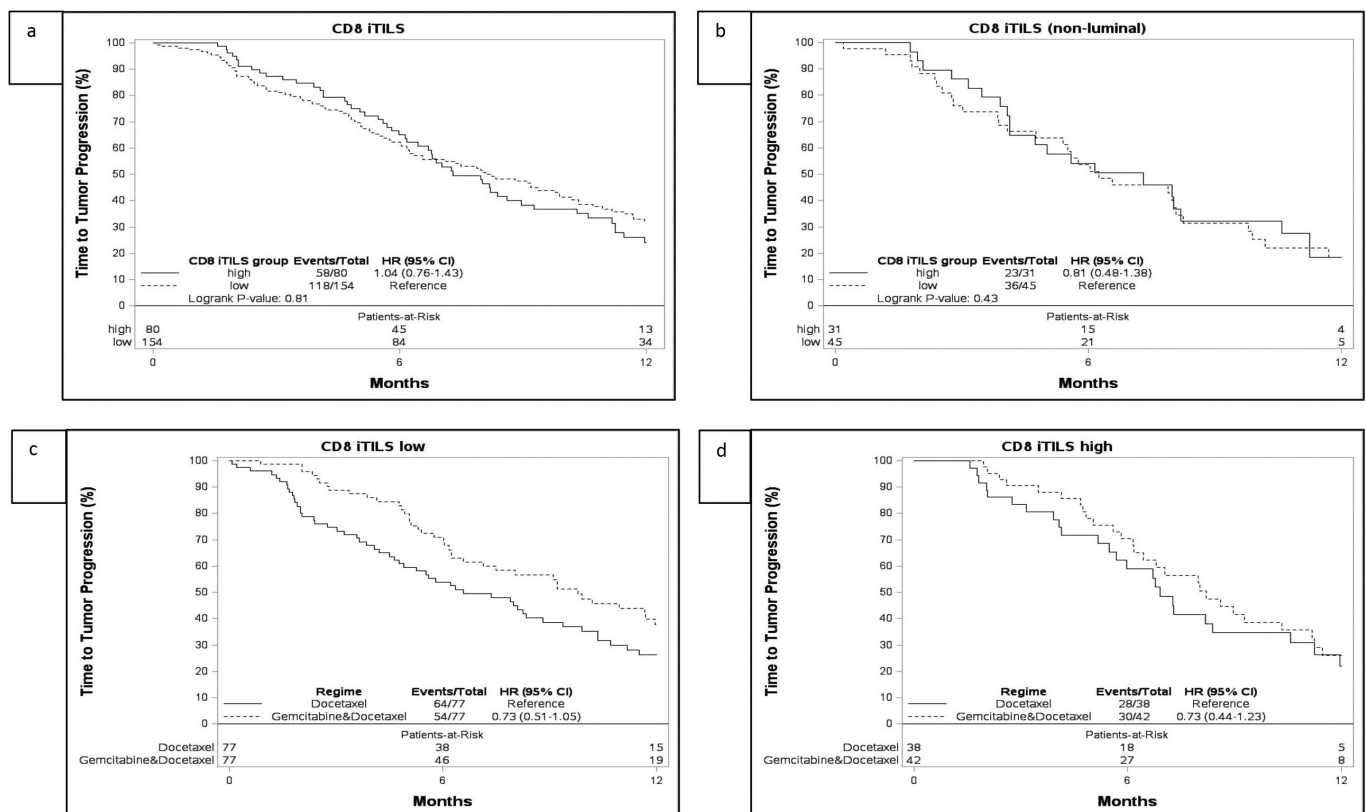 a
CD8 iTILS
Time to Tumor Progression (%)
100
90
80
70
60
50
40
30
20
10
0
CD8 iTILS group Events/Total HR (95% CI)
high 58/80 1.04 (0.76-1.43)
low 118/154 Reference
Logrank P-value: 0.81
Patients-at-Risk
high 80 45 13
low 154 84 34
0 6 12
Months
b
CD8 iTILS (non-luminal)
Time to Tumor Progression (%)
100
90
80
70
60
50
40
30
20
10
0
CD8 iTILS group Events/Total HR (95% CI)
high 23/31 0.81 (0.48-1.38)
low 36/45 Reference
Logrank P-value: 0.43
Patients-at-Risk
high 31 15 4
low 45 21 5
0 6 12
Months
c
CD8 iTILS low
Time to Tumor Progression (%)
100
90
80
70
60
50
40
30
20
10
0
Regime Events/Total HR (95% CI)
Docetaxel 64/77 Reference
Gemcitabine&Docetaxel 54/77 0.73 (0.51-1.05)
Patients-at-Risk
Docetaxel 77 38 15
Gemcitabine&Docetaxel 77 46 19
0 6 12
Months
d
CD8 iTILS high
Time to Tumor Progression (%)
100
90
80
70
60
50
40
30
20
10
0
Regime Events/Total HR (95% CI)
Docetaxel 28/38 Reference
Gemcitabine&Docetaxel 30/42 0.73 (0.44-1.23)
Patients-at-Risk
Docetaxel 38 18 5
Gemcitabine&Docetaxel 42 27 8
0 6 12
Months